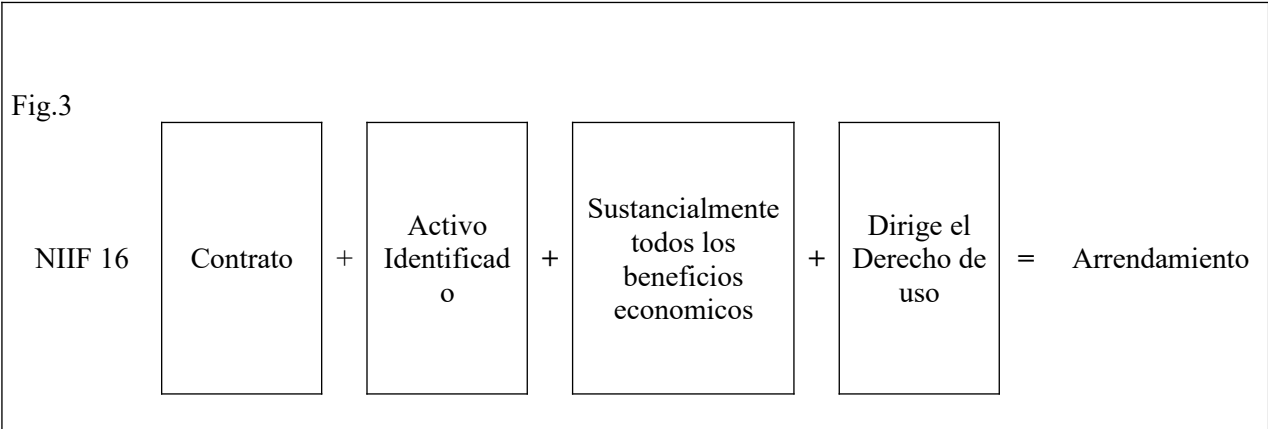 Fig.3
NIIF 16
Contrato
+
Activo
Identificad
o
+
Sustancialmente
todos los
beneficios
economicos
+
Dirige el
Derecho de
uso
=
Arrendamiento